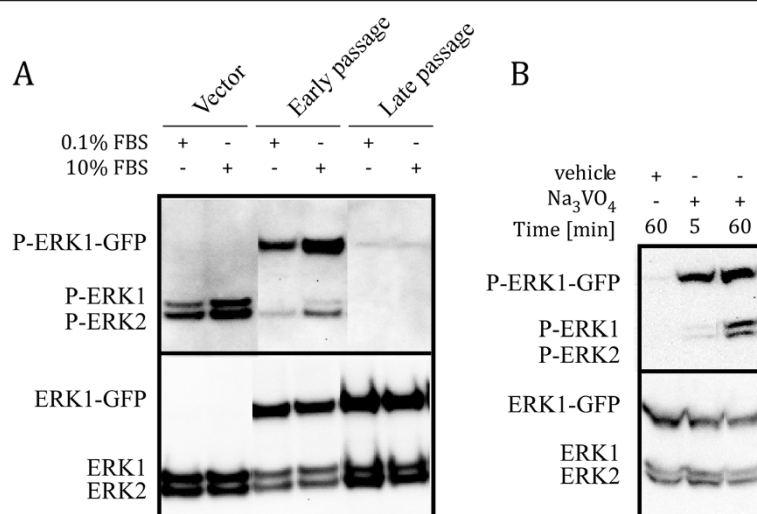 A
Vector
Early passage
Late passage
0.1% FBS + - + - + -
10% FBS - + - + - +
P-ERK1-GFP
P-ERK1
P-ERK2
ERK1-GFP
ERK1
ERK2
B
vehicle + - -
Na₃VO₄ - + +
Time [min] 60 5 60
P-ERK1-GFP
P-ERK1
P-ERK2
ERK1-GFP
ERK1
ERK2